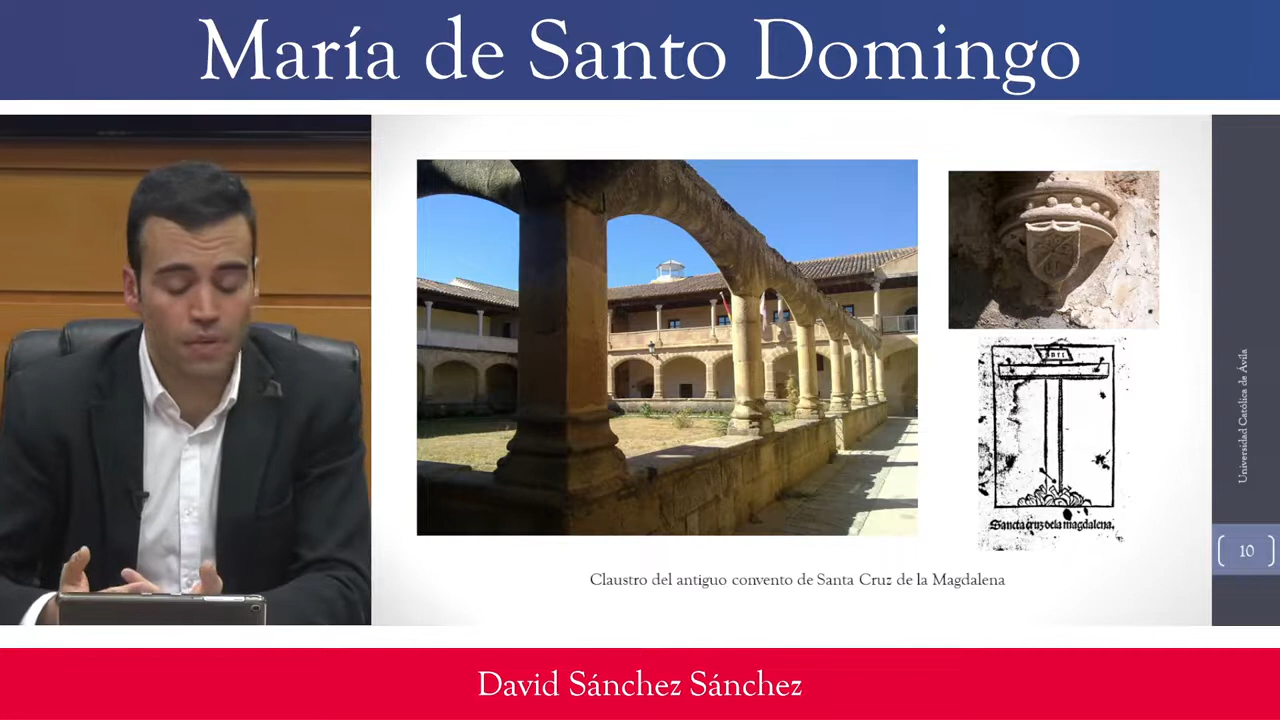 María de Santo Domingo
Sancta cruz dela magdalena.
Universidad Católica de Ávila
10
Claustro del antiguo convento de Santa Cruz de la Magdalena
David Sánchez Sánchez